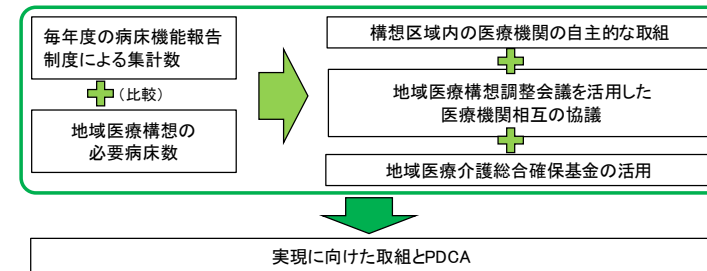 毎年度の病床機能報告
制度による集計数
（比較）
地域医療構想の
必要病床数
構想区域内の医療機関の自主的な取組
地域医療構想調整会議を活用した
医療機関相互の協議
地域医療介護総合確保基金の活用
実現に向けた取組とPDCA